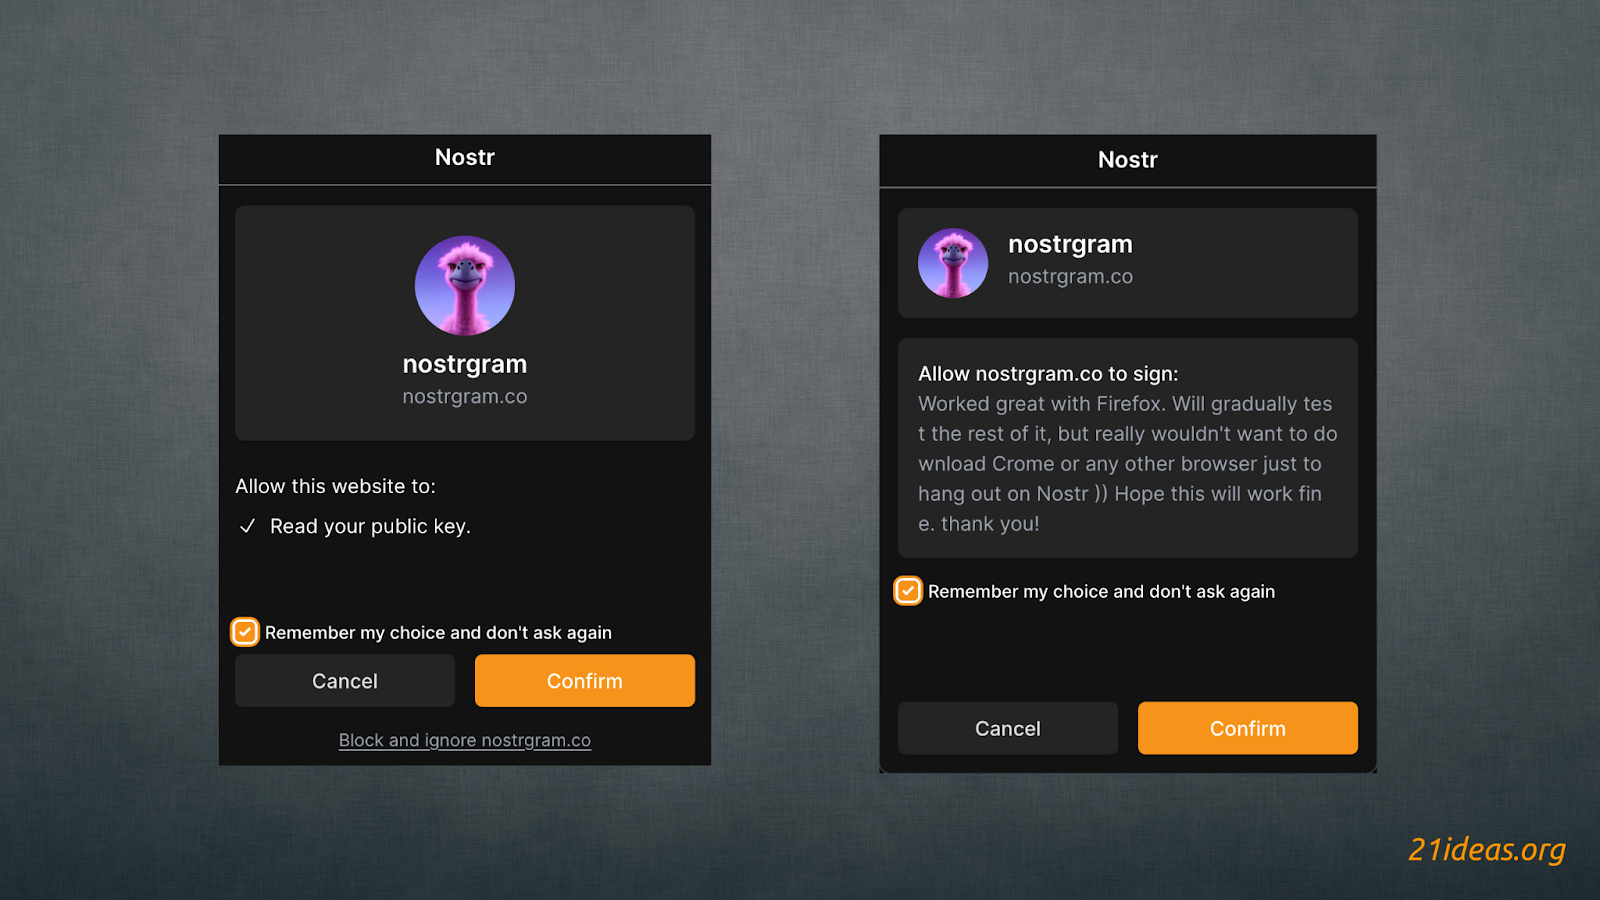 Nostr
nostrgram
nostrgram.co
Allow this website to:
Read your public key.
Remember my choice and don't ask again
Cancel
Confirm
Block and ignore nostrgram.co
Nostr
nostrgram
nostrgram.co
Allow nostrgram.co to sign:
Worked great with Firefox. Will gradually tes
t the rest of it, but really wouldn't want to do
wnload Crome or any other browser just to
hang out on Nostr )) Hope this will work fin
e. thank you!
Remember my choice and don't ask again
Cancel
Confirm
21ideas.org